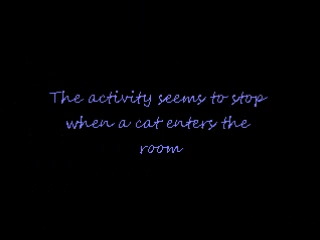 The activity seems to stop
when a cat enters the
room